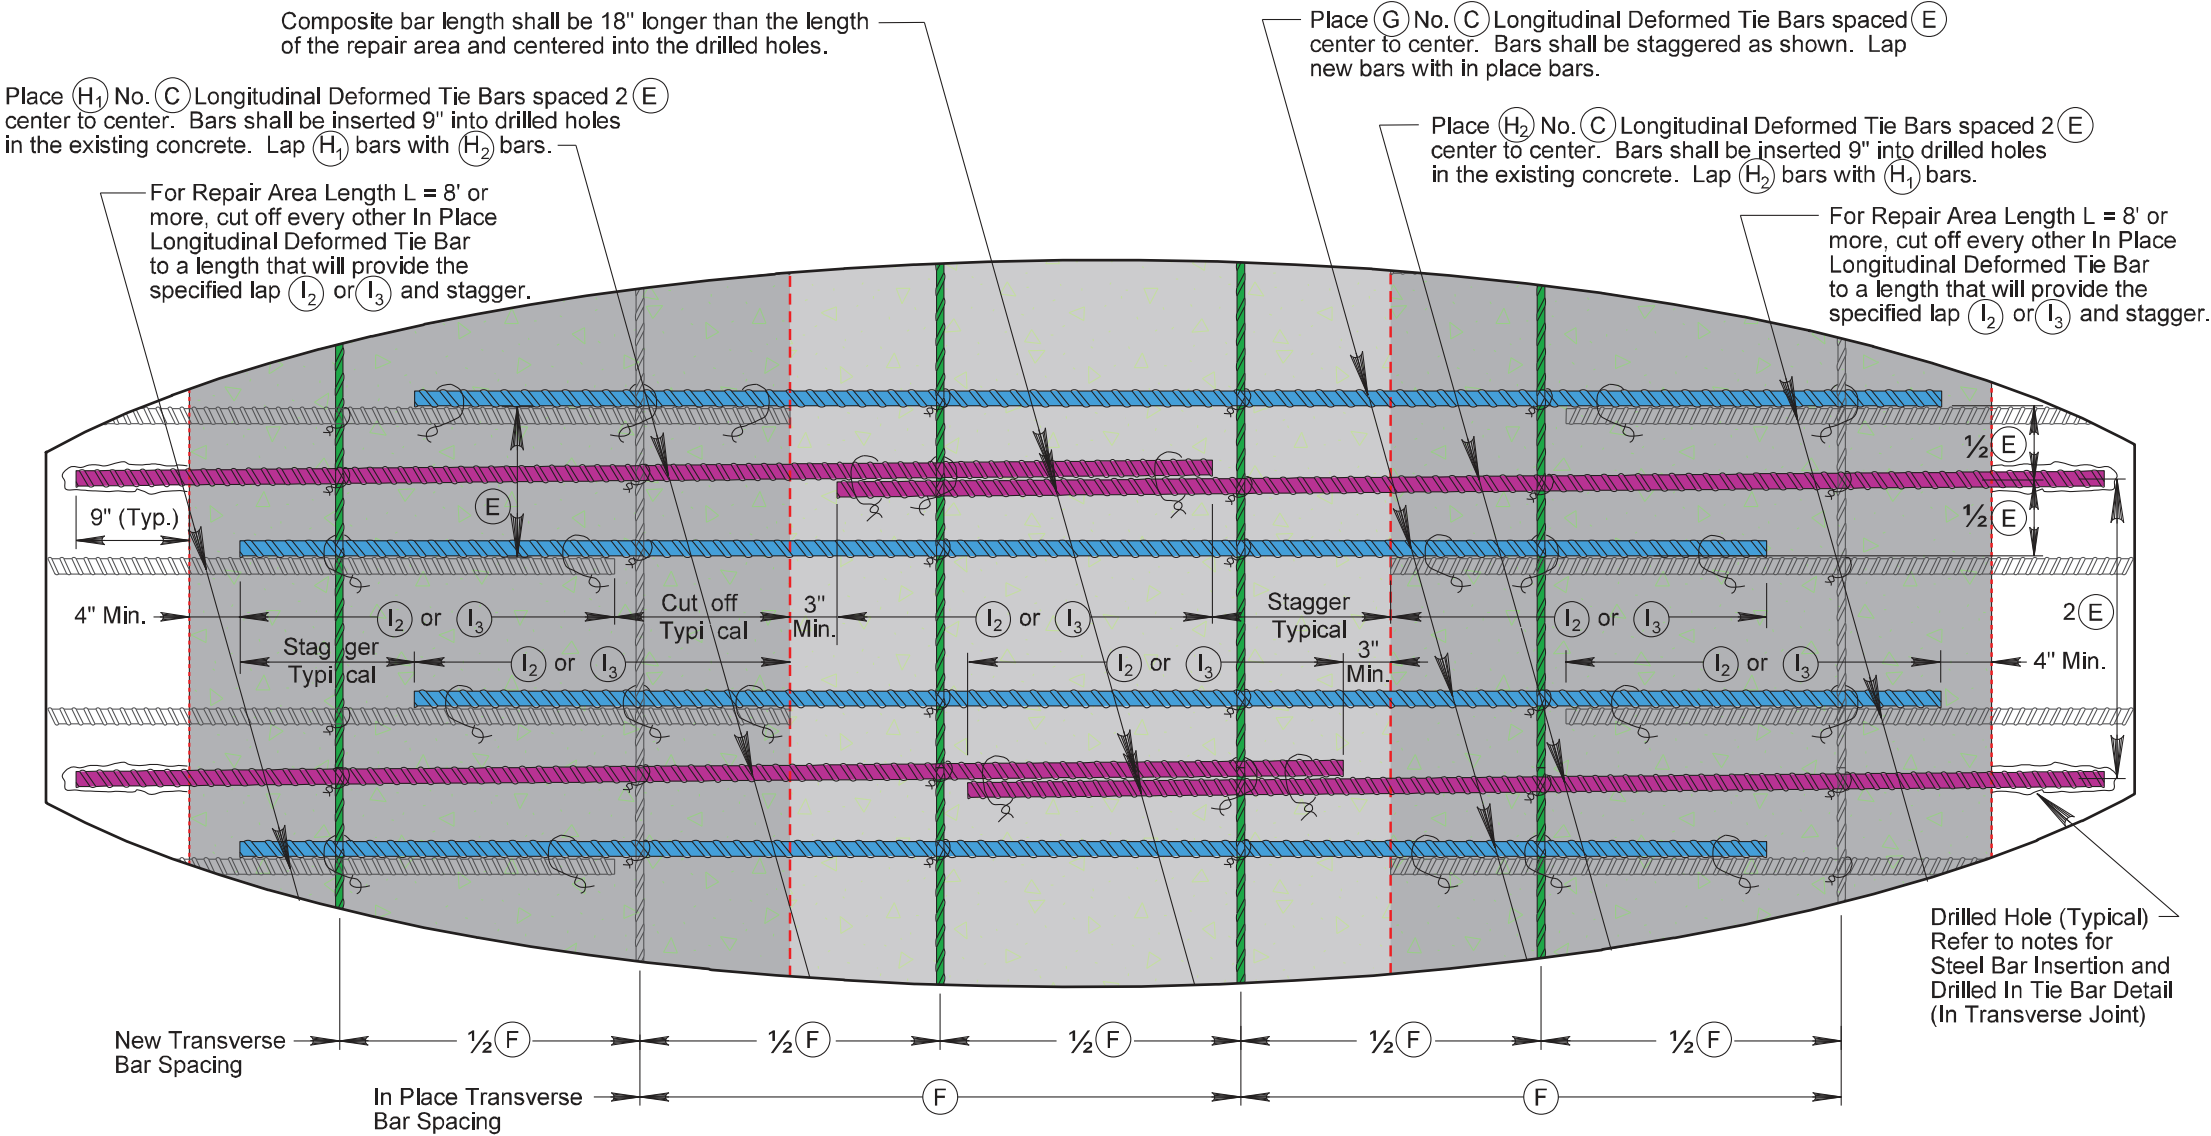 Composite bar length shall be 18" longer than the length
of the repair area and centered into the drilled holes.
Place G No. C Longitudinal Deformed Tie Bars spaced E
center to center. Bars shall be staggered as shown. Lap
new bars with in place bars.
Place H1 No. C Longitudinal Deformed Tie Bars spaced 2 E
center to center. Bars shall be inserted 9" into drilled holes
in the existing concrete. Lap H1 bars with H2 bars.
Place H2 No. C Longitudinal Deformed Tie Bars spaced 2 E
center to center. Bars shall be inserted 9" into drilled holes
in the existing concrete. Lap H2 bars with H1 bars.
For Repair Area Length L = 8' or
more, cut off every other In Place
Longitudinal Deformed Tie Bar
to a length that will provide the
specified lap I2 or I3 and stagger.
For Repair Area Length L = 8' or
more, cut off every other In Place
Longitudinal Deformed Tie Bar
to a length that will provide the
specified lap I2 or I3 and stagger.
½ E
E
9" (Typ.)
½ E
4" Min.
I2 or I3
Cut off
Typi cal
3"
Min.
I2 or I3
Stagger
Typical
I2 or I3
2 E
Stag ger
Typi cal
I2 or I3
I2 or I3
3"
Min.
I2 or I3
4" Min.
Drilled Hole (Typical)
Refer to notes for
Steel Bar Insertion and
Drilled In Tie Bar Detail
(In Transverse Joint)
New Transverse
Bar Spacing
½ F
½ F
½ F
½ F
½ F
In Place Transverse
Bar Spacing
F
F